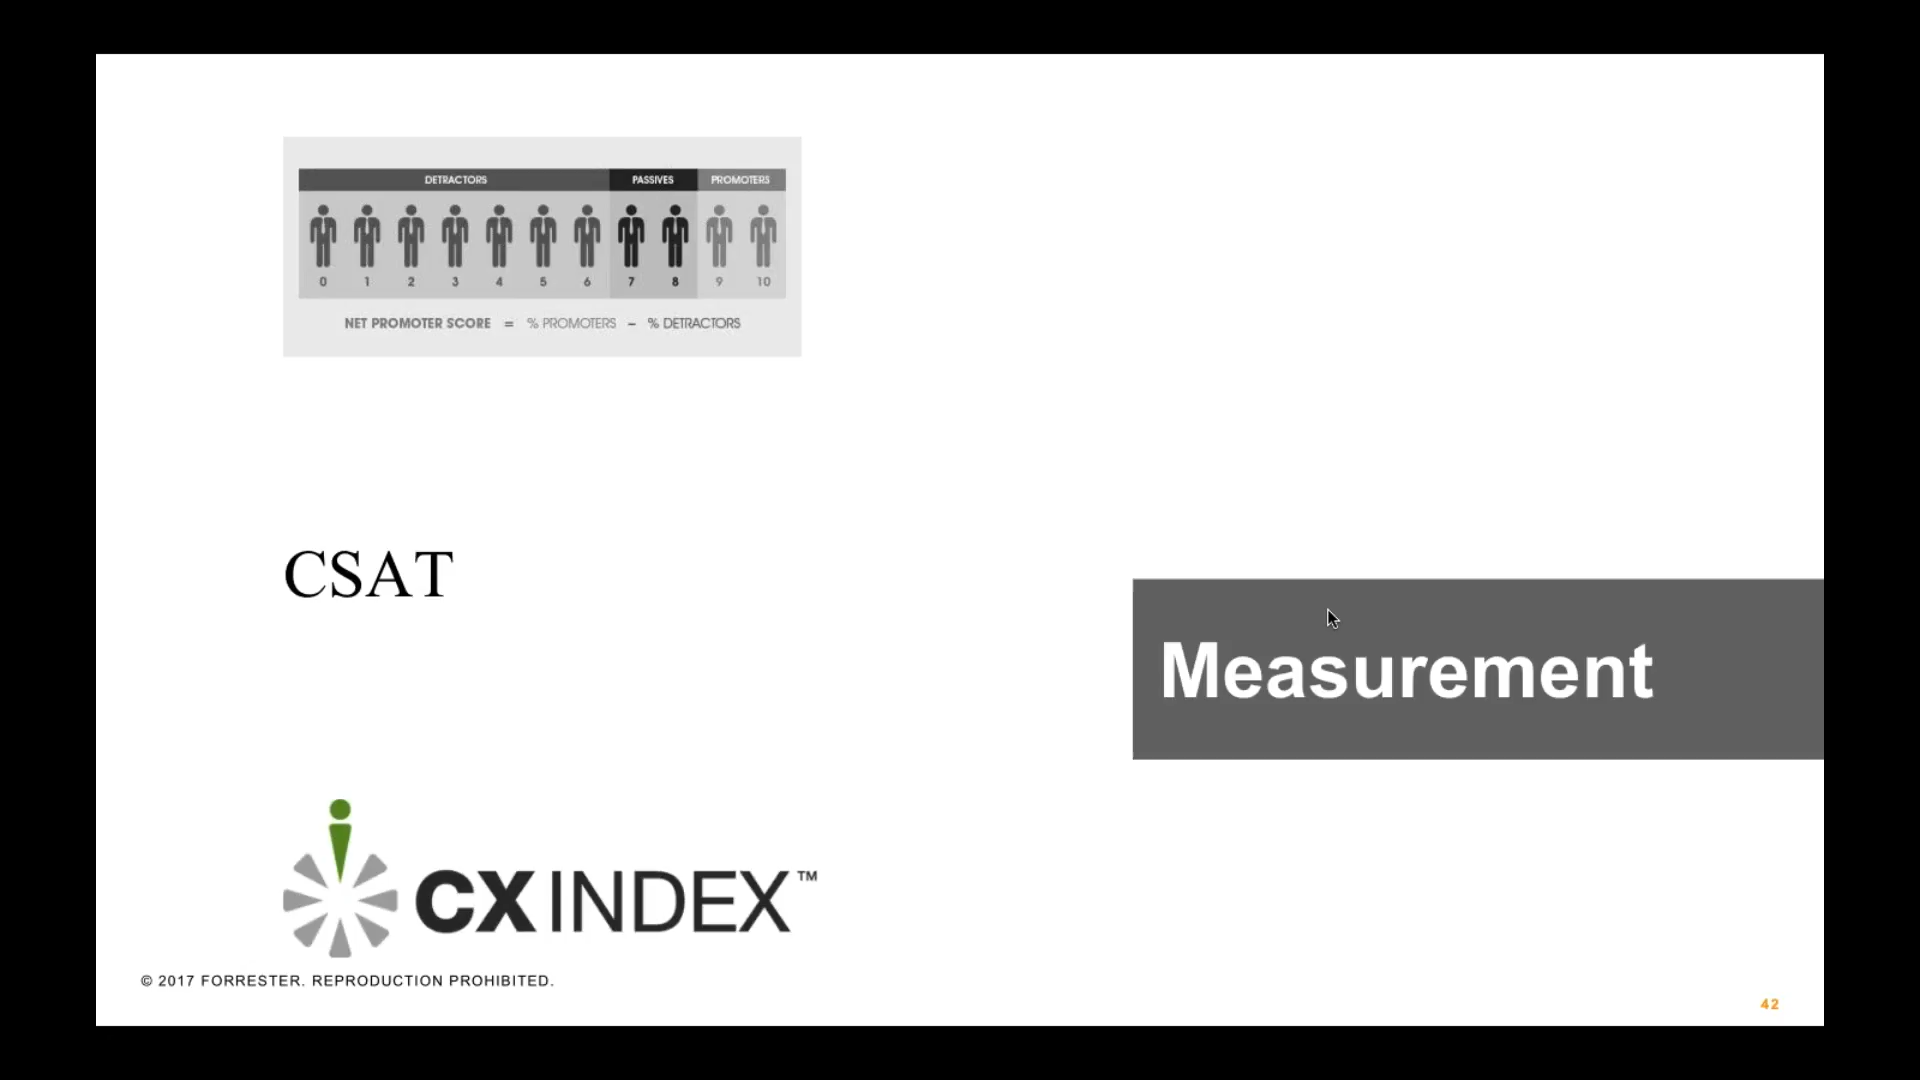 DETRACTORS PASSIVES PROMOTERS
0 1 2 3 4 5 6 7 8 9 10
NET PROMOTER SCORE = % PROMOTERS – % DETRACTORS
CSAT
Measurement
CX INDEX™
© 2017 FORRESTER. REPRODUCTION PROHIBITED.
42